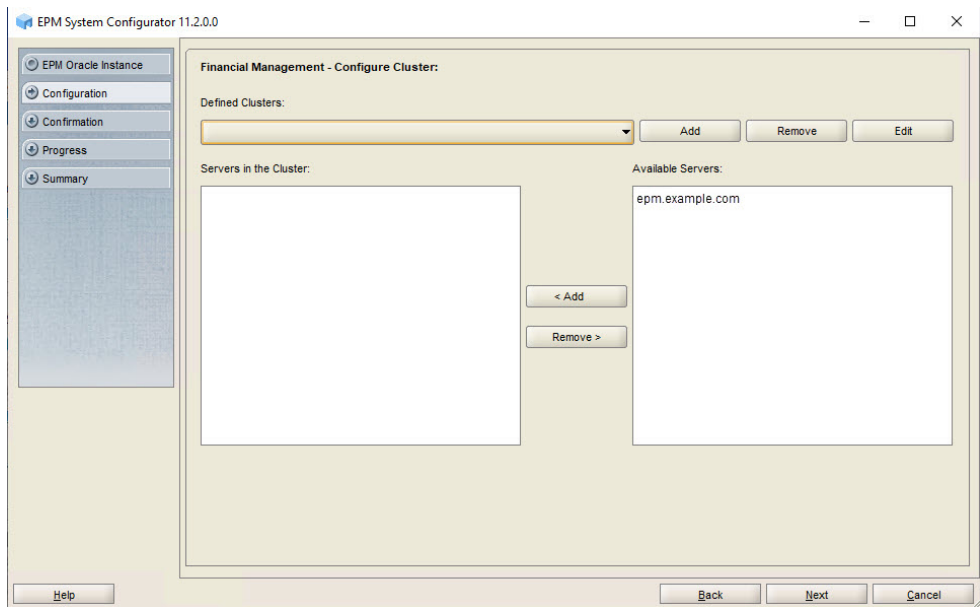 EPM System Configurator 11.2.0.0
EPM Oracle Instance
Configuration
Confirmation
Progress
Summary
Financial Management - Configure Cluster:
Defined Clusters:
Add Remove Edit
Servers in the Cluster: Available Servers:
epm.example.com
< Add
Remove >
Help Back Next Cancel